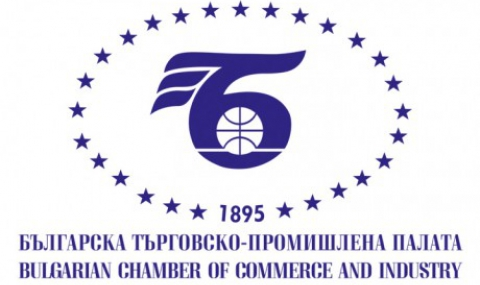 1895
БЪЛГАРСКА ТЪРГОВСКО-ПРОМИШЛЕНА ПАЛАТА
BULGARIAN CHAMBER OF COMMERCE AND INDUSTRY